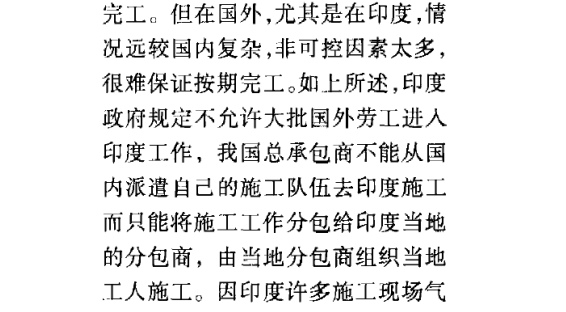 完工。但在国外,尤其是在印度,情
况远较国内复杂,非可控因素太多,
很难保证按期完工。如上所述,印度
政府规定不允许大批国外劳工进入
印度工作，我国总承包商不能从国
内派遣自己的施工队伍去印度施工
而只能将施工工作分包给印度当地
的分包商，由当地分包商组织当地
工人施工。因印度许多施工现场气